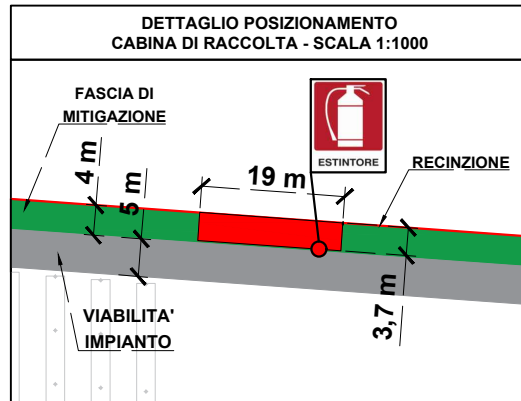 DETTAGLIO POSIZIONAMENTO
CABINA DI RACCOLTA - SCALA 1:1000
FASCIA DI
MITIGAZIONE
ESTINTORE
RECINZIONE
4 m
5 m
19 m
3,7 m
VIABILITA'
IMPIANTO